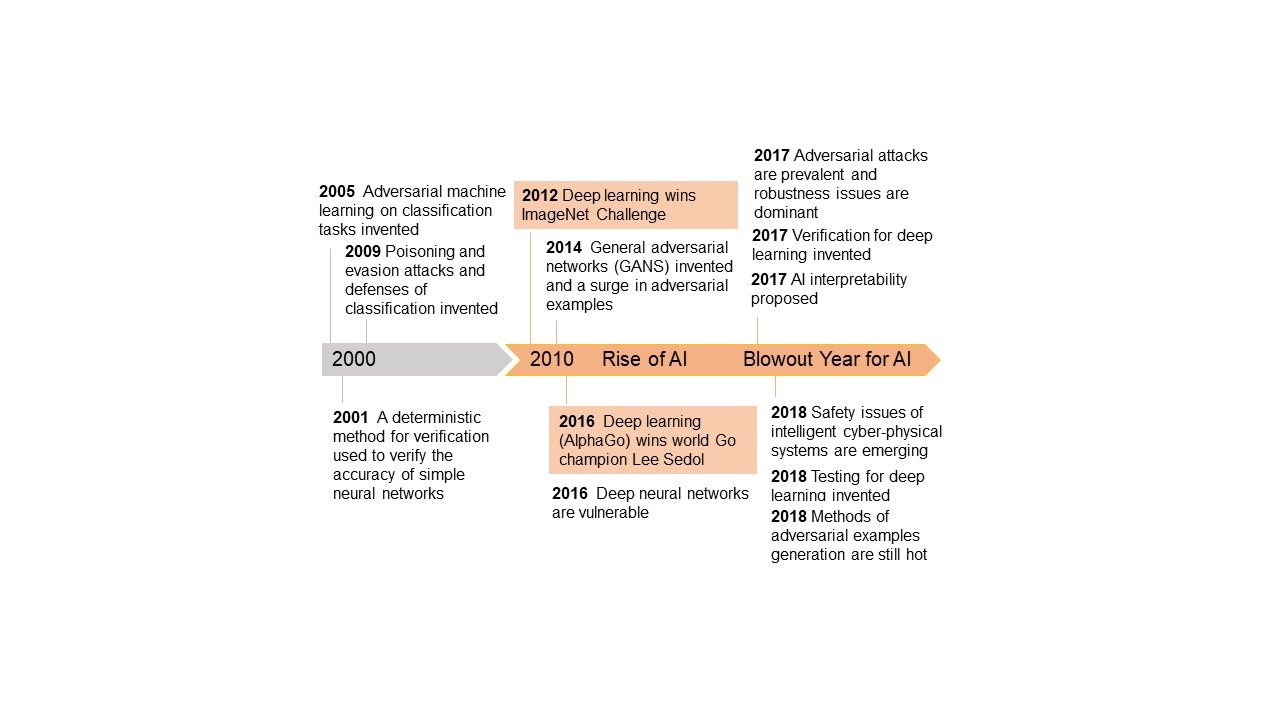 2005 Adversarial machine
learning on classification
tasks invented
2009 Poisoning and
evasion attacks and
defenses of
classification invented
2012 Deep learning wins
ImageNet Challenge
2014 General adversarial
networks (GANS) invented
and a surge in adversarial
examples
2017 Adversarial attacks
are prevalent and
robustness issues are
dominant
2017 Verification for deep
learning invented
2017 AI interpretability
proposed
2000
2010 Rise of AI Blowout Year for AI
2001 A deterministic
method for verification
used to verify the
accuracy of simple
neural networks
2016 Deep learning
(AlphaGo) wins world Go
champion Lee Sedol
2016 Deep neural networks
are vulnerable
2018 Safety issues of
intelligent cyber-physical
systems are emerging
2018 Testing for deep
learning invented
2018 Methods of
adversarial examples
generation are still hot